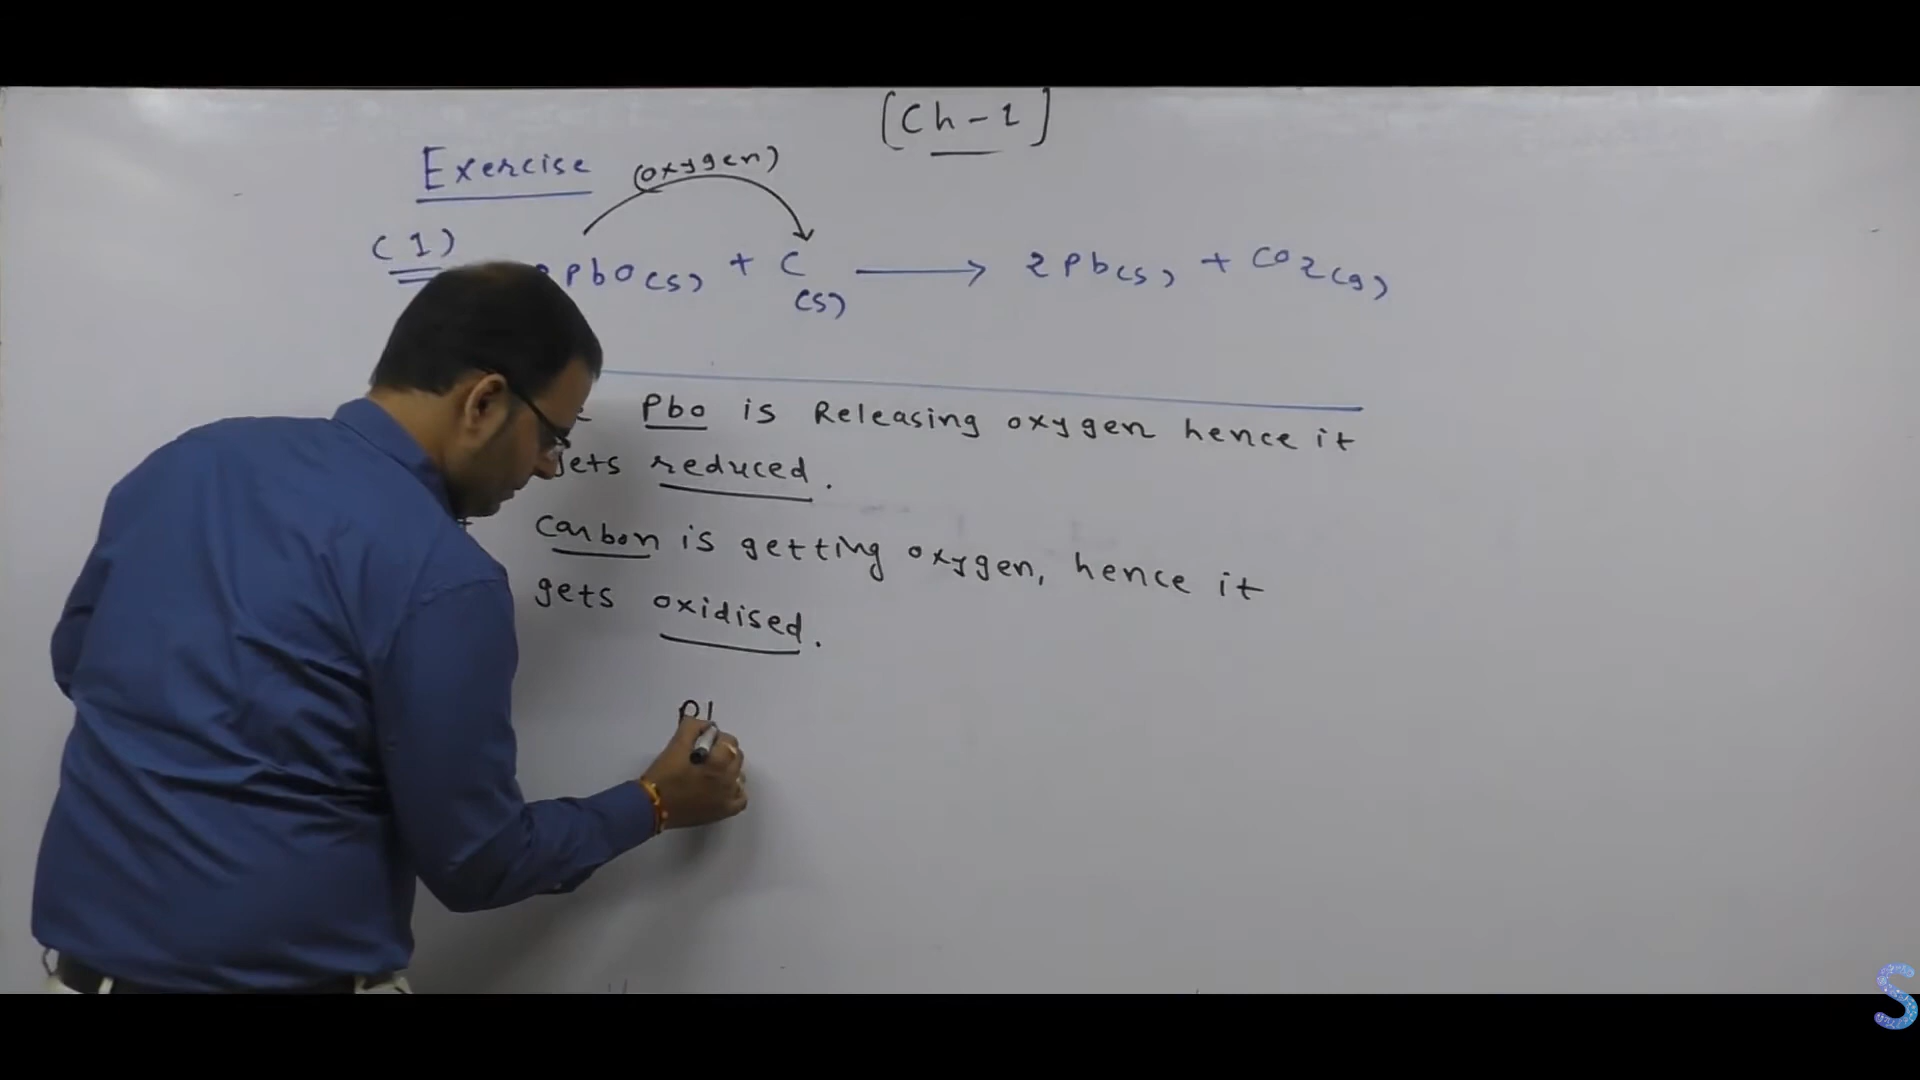 [Ch-1]
Exercise (oxygen)
(1) PbO(s) + C(s) → 2Pb(s) + CO2(g)
Pbo is Releasing oxygen hence it
gets reduced.
Carbon is getting oxygen, hence it
gets oxidised.
S